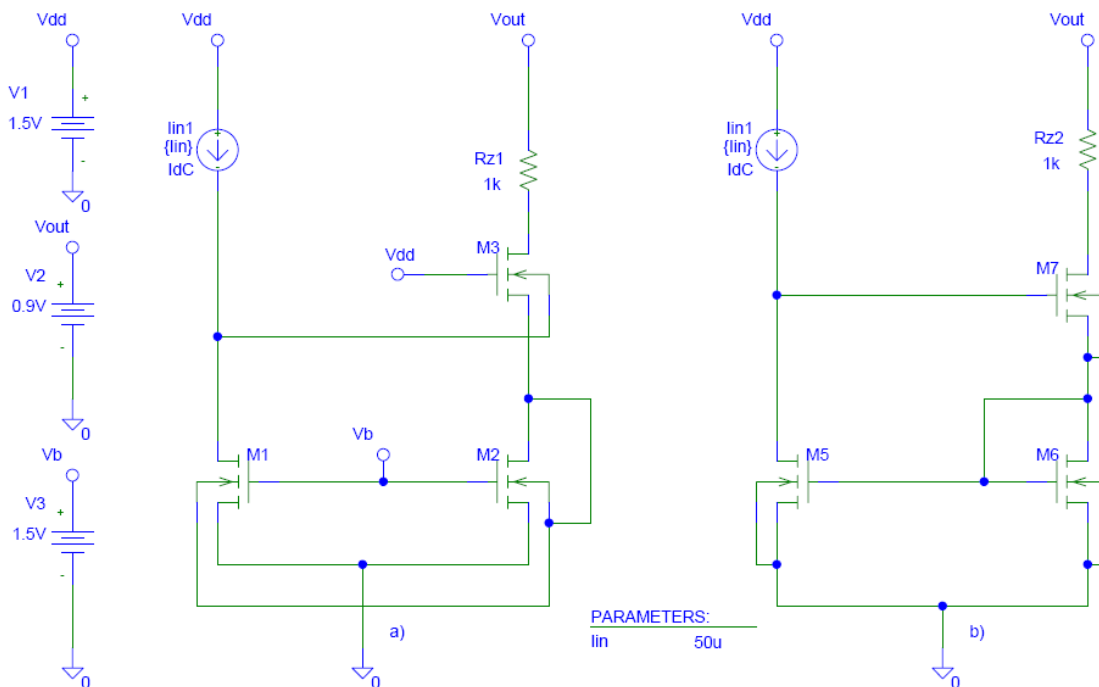 Vdd
V1
+
1.5V
-
0
Vout
V2
+
0.9V
-
0
Vb
V3
+
1.5V
-
0
Vdd
Iin1
{Iin}
IdC
+
-
Vout
Rz1
1k
M3
Vdd
M1
Vb
M2
a)
0
PARAMETERS:
Iin 50u
Vdd
Iin1
{Iin}
IdC
+
-
Vout
Rz2
1k
M7
M5
M6
b)
0